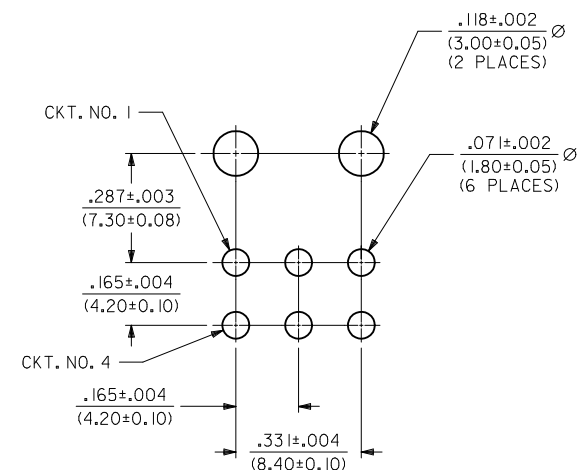 .118±.002 Ø
(3.00±0.05)
(2 PLACES)
CKT. NO. 1
.071±.002 Ø
(1.80±0.05)
(6 PLACES)
.287±.003
(7.30±0.08)
.165±.004
(4.20±0.10)
CKT. NO. 4
.165±.004
(4.20±0.10)
.331±.004
(8.40±0.10)